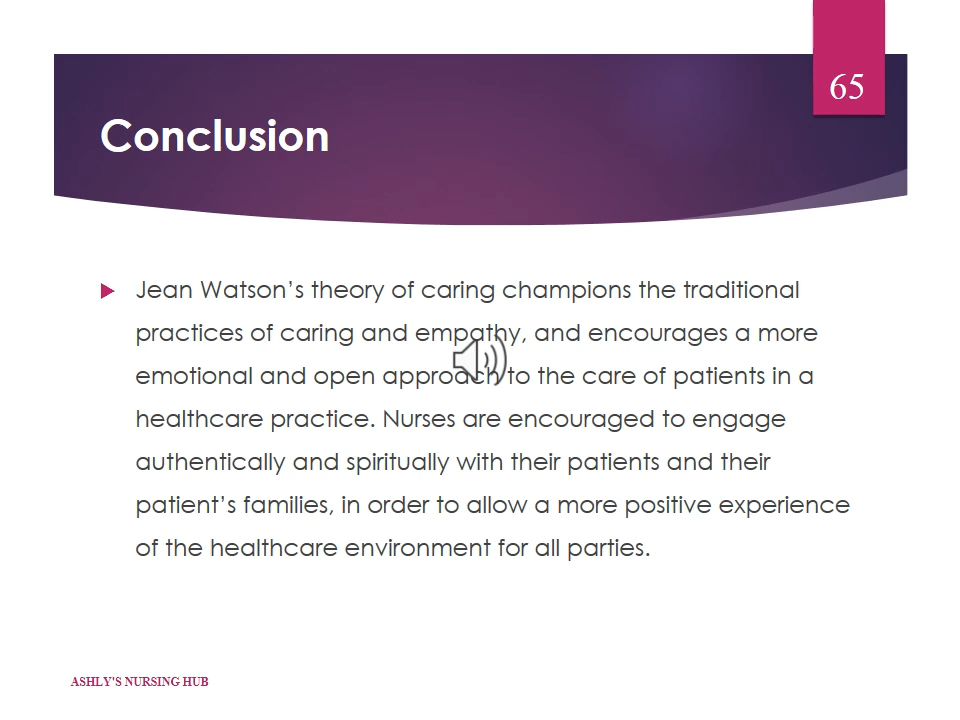 65
Conclusion
Jean Watson’s theory of caring champions the traditional
practices of caring and empathy, and encourages a more
emotional and open approach to the care of patients in a
healthcare practice. Nurses are encouraged to engage
authentically and spiritually with their patients and their
patient’s families, in order to allow a more positive experience
of the healthcare environment for all parties.
ASHLY'S NURSING HUB